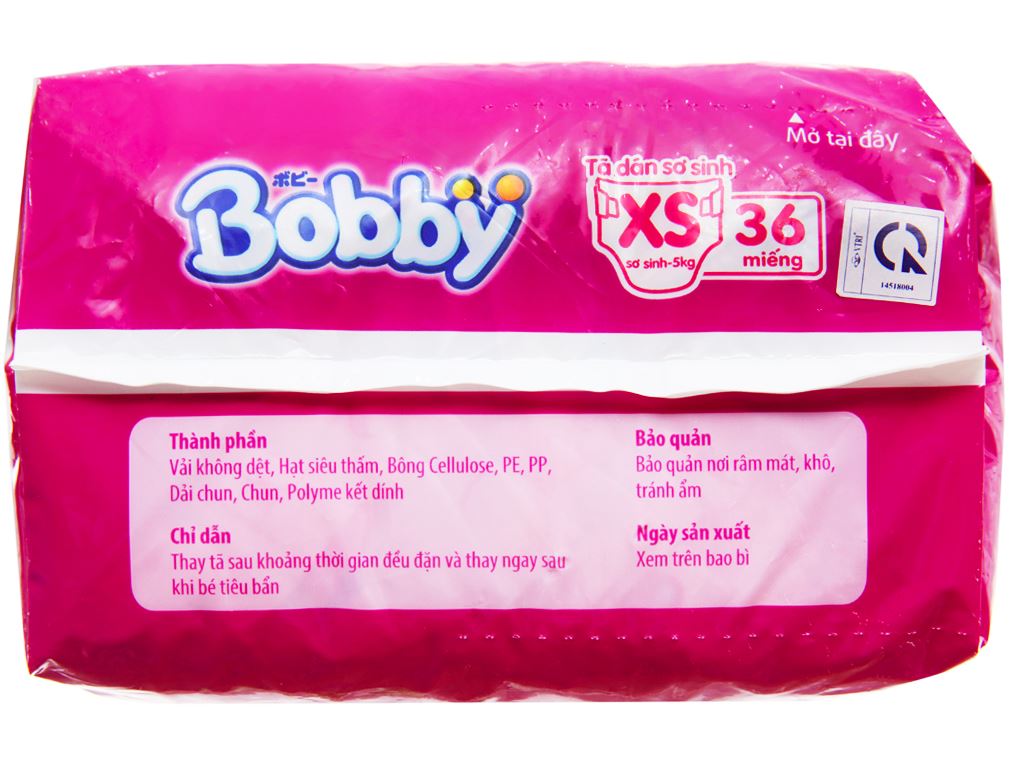 Mở tại đây
ボビー
Bobby
Tã dán sơ sinh
XS
sơ sinh-5kg
36
miếng
14518004
Thành phần
Vải không dệt, Hạt siêu thấm, Bông Cellulose, PE, PP,
Dải chun, Chun, Polyme kết dính
Chỉ dẫn
Thay tã sau khoảng thời gian đều đặn và thay ngay sau
khi bé tiêu bẩn
Bảo quản
Bảo quản nơi râm mát, khô,
tránh ẩm
Ngày sản xuất
Xem trên bao bì